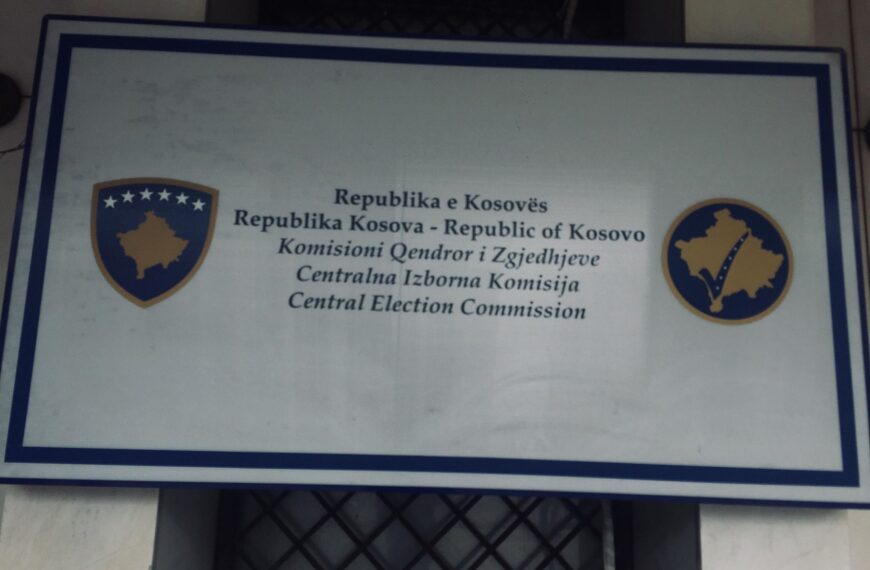 Republika e Kosovës
Republika Kosova - Republic of Kosovo
Komisioni Qendror i Zgjedhjeve
Centralna Izborna Komisija
Central Election Commission